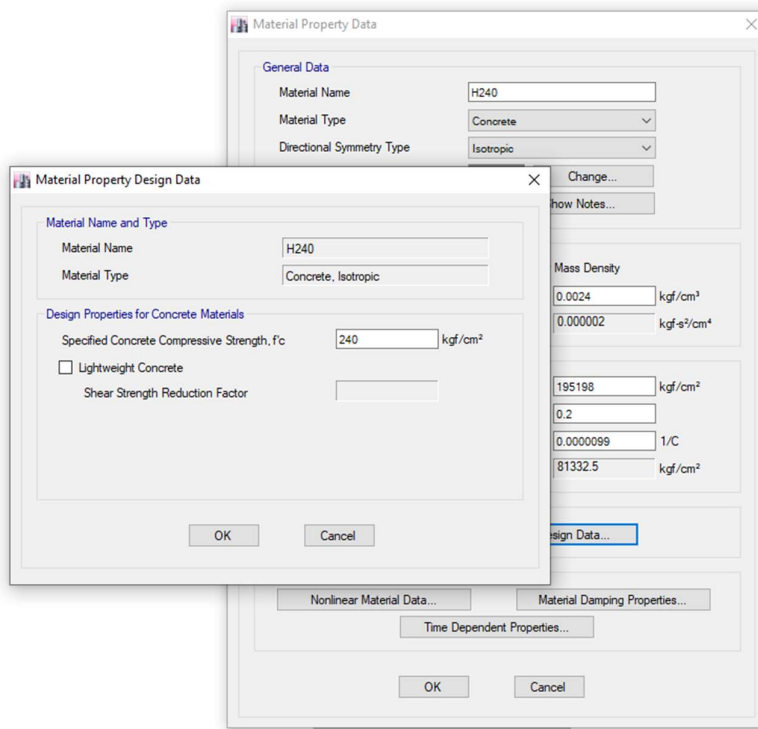 Material Property Data
General Data
Material Name H240
Material Type Concrete
Directional Symmetry Type Isotropic
Change...
Show Notes...
Mass Density
0.0024 kgf/cm³
0.000002 kgf-s²/cm⁴
195198 kgf/cm²
0.2
0.0000099 1/C
81332.5 kgf/cm²
Design Data...
Nonlinear Material Data... Material Damping Properties...
Time Dependent Properties...
OK Cancel
Material Property Design Data
Material Name and Type
Material Name H240
Material Type Concrete, Isotropic
Design Properties for Concrete Materials
Specified Concrete Compressive Strength, f'c 240 kgf/cm²
Lightweight Concrete
Shear Strength Reduction Factor
OK Cancel